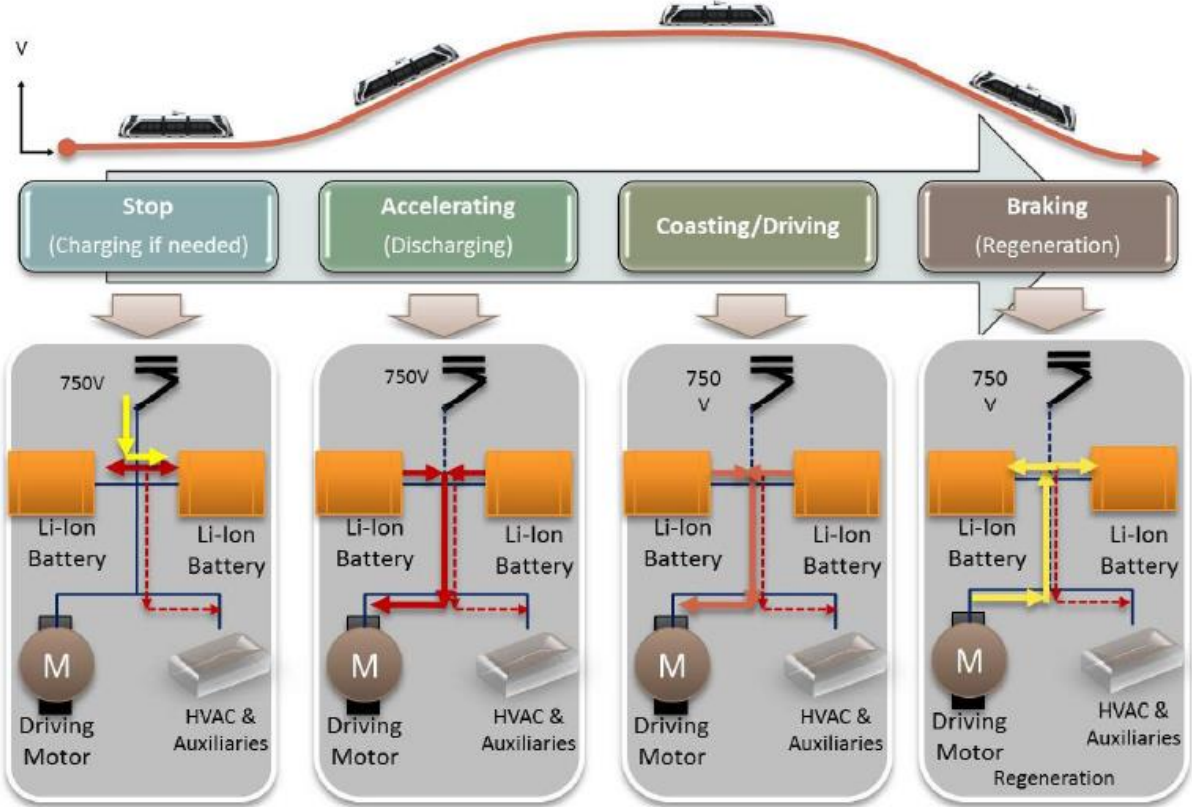 V
Stop
(Charging if needed)
Accelerating
(Discharging)
Coasting/Driving
Braking
(Regeneration)
750V
Li-Ion
Battery
Li-Ion
Battery
M
Driving
Motor
HVAC &
Auxiliaries
750V
Li-Ion
Battery
Li-Ion
Battery
M
Driving
Motor
HVAC &
Auxiliaries
750
V
Li-Ion
Battery
Li-Ion
Battery
M
Driving
Motor
HVAC &
Auxiliaries
750
V
Li-Ion
Battery
Li-Ion
Battery
M
Driving
Motor
HVAC &
Auxiliaries
Regeneration